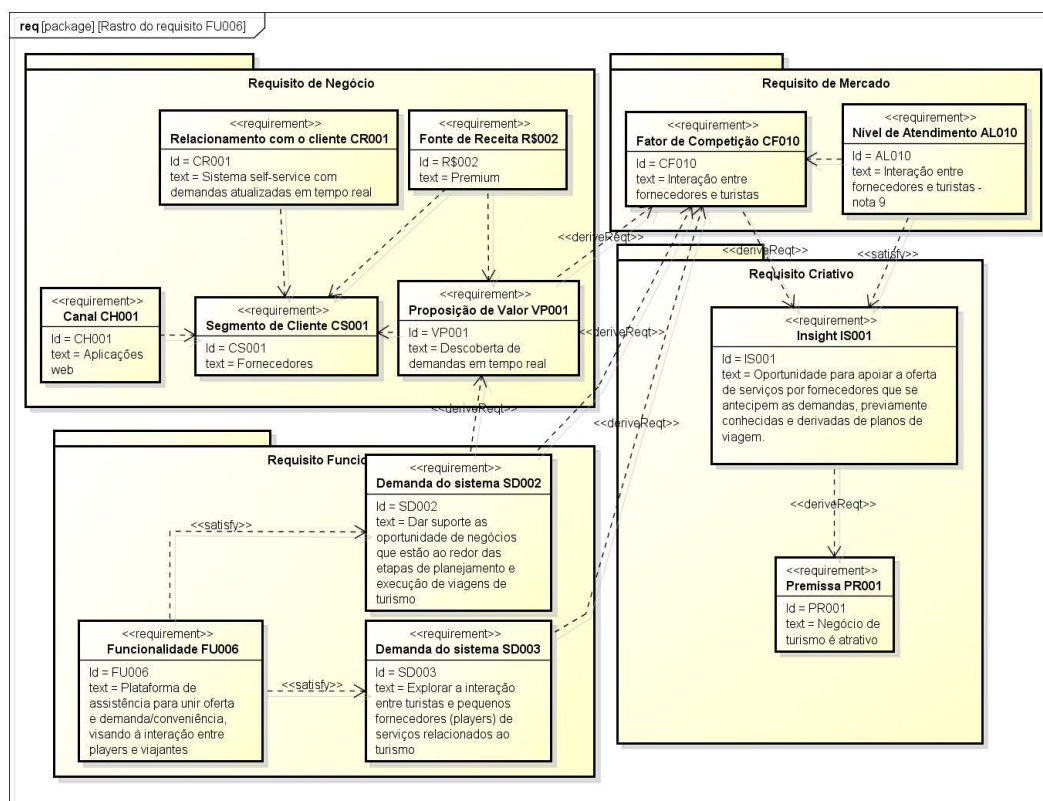 req [package] [Rastro do requisito FU006]
Requisito de Negócio
<<requirement>>
Relacionamento com o cliente CR001
Id = CR001
text = Sistema self-service com
demandas atualizadas em tempo real
<<requirement>>
Fonte de Receita R$002
Id = R$002
text = Premium
<<requirement>>
Canal CH001
Id = CH001
text = Aplicações
web
<<requirement>>
Segmento de Cliente CS001
Id = CS001
text = Fornecedores
<<requirement>>
Proposição de Valor VP001
Id = VP001
text = Descoberta de
demandas em tempo real
Requisito de Mercado
<<requirement>>
Fator de Competição CF010
Id = CF010
text = Interação entre
fornecedores e turistas
<<requirement>>
Nível de Atendimento AL010
Id = AL010
text = Interação entre
fornecedores e turistas -
nota 9
<<deriveReqt>>
<<deriveReqt>>
<<satisfy>>
<<deriveReqt>>
<<deriveReqt>>
<<deriveReqt>>
Requisito Criativo
<<requirement>>
Insight IS001
Id = IS001
text = Oportunidade para apoiar a oferta
de serviços por fornecedores que se
antecipem as demandas, previamente
conhecidas e derivadas de planos de
viagem.
<<deriveReqt>>
<<requirement>>
Premissa PR001
Id = PR001
text = Negócio de
turismo é atrativo
Requisito Funci
<<requirement>>
Demanda do sistema SD002
Id = SD002
text = Dar suporte as
oportunidade de negócios
que estão ao redor das
etapas de planejamento e
execução de viagens de
turismo
<<satisfy>>
<<requirement>>
Funcionalidade FU006
Id = FU006
text = Plataforma de
assistência para unir oferta
e demanda/conveniência,
visando à interação entre
players e viajantes
<<satisfy>>
<<requirement>>
Demanda do sistema SD003
Id = SD003
text = Explorar a interação
entre turistas e pequenos
fornecedores (players) de
serviços relacionados ao
turismo